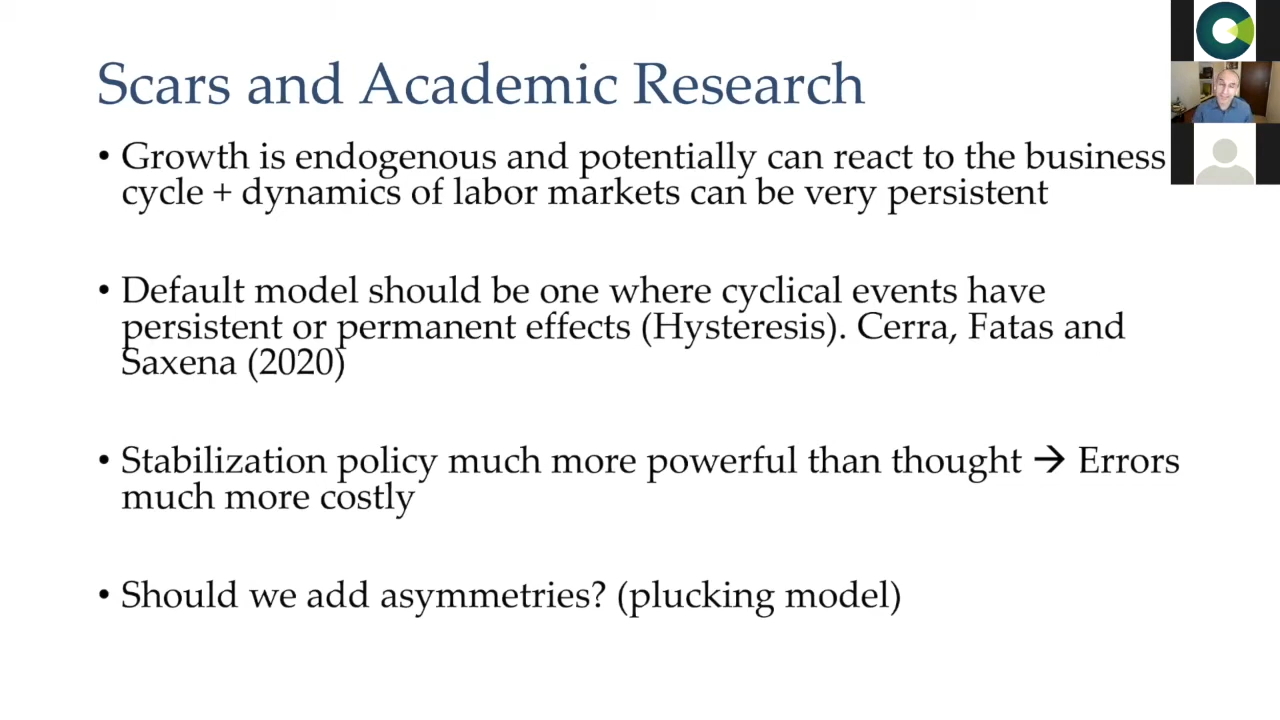 Scars and Academic Research
• Growth is endogenous and potentially can react to the business
cycle + dynamics of labor markets can be very persistent
• Default model should be one where cyclical events have
persistent or permanent effects (Hysteresis). Cerra, Fatas and
Saxena (2020)
• Stabilization policy much more powerful than thought → Errors
much more costly
• Should we add asymmetries? (plucking model)